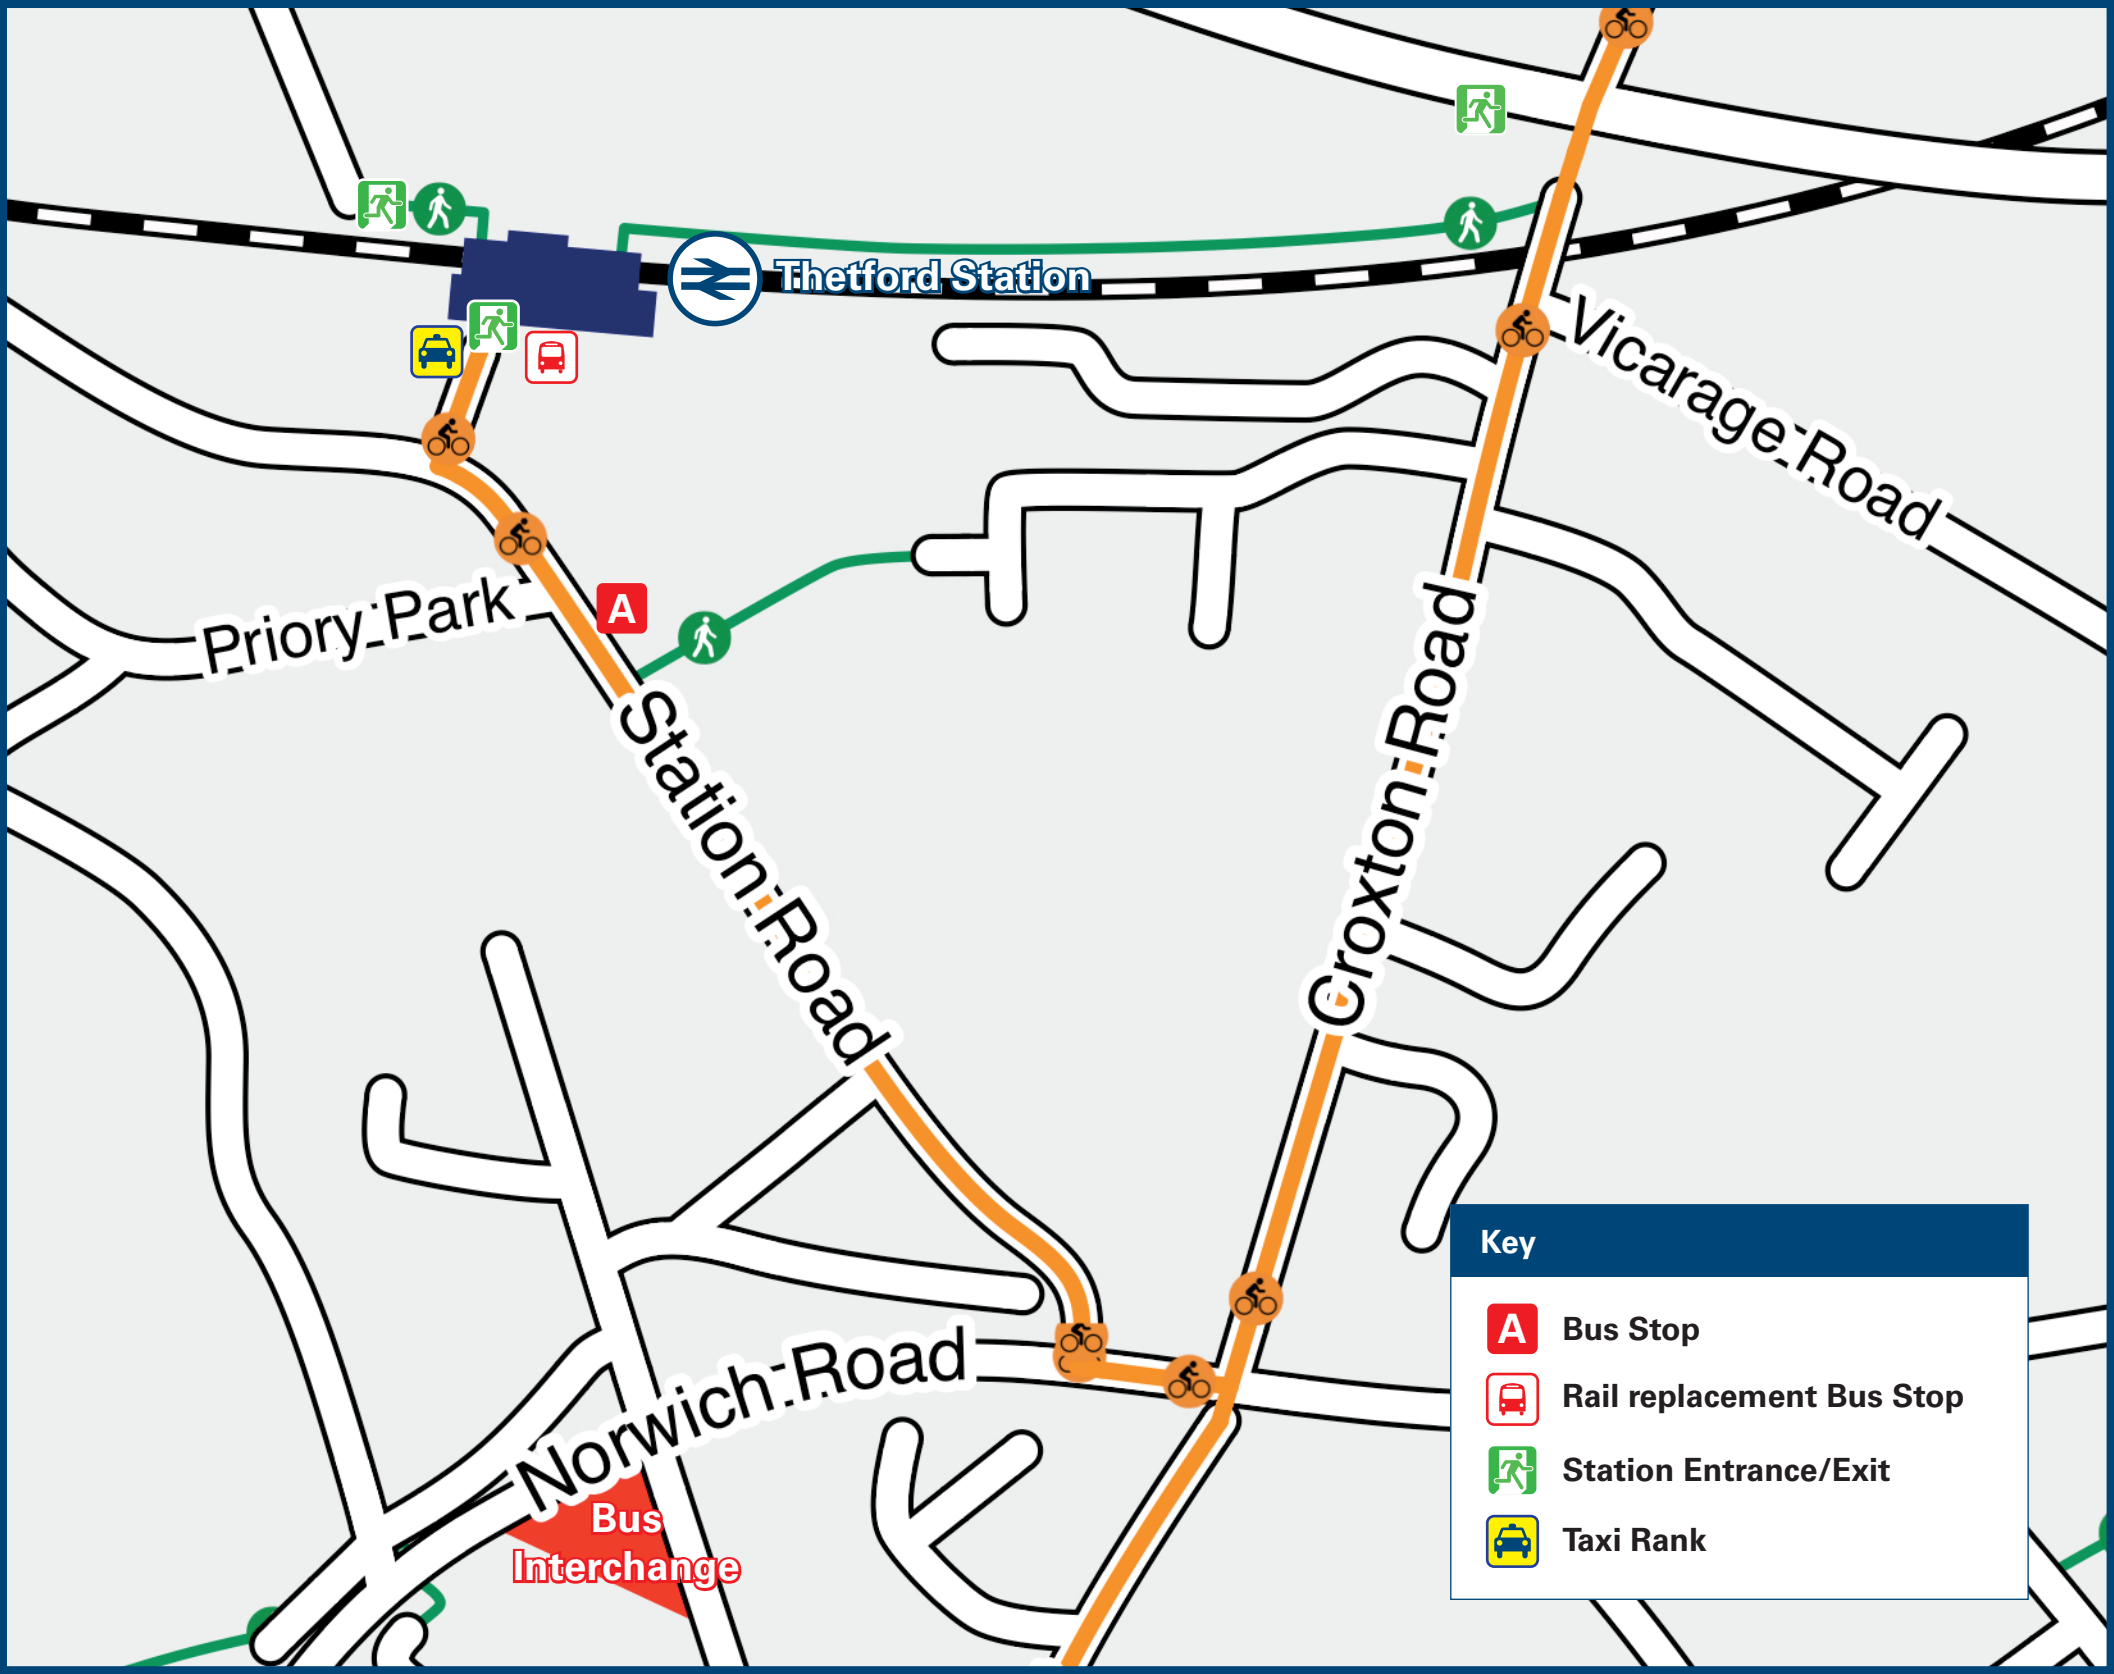 Thetford Station
Vicarage Road
Priory Park
A
Station Road
Croxton Road
Norwich Road
Bus
Interchange
Key
A Bus Stop
Rail replacement Bus Stop
Station Entrance/Exit
Taxi Rank